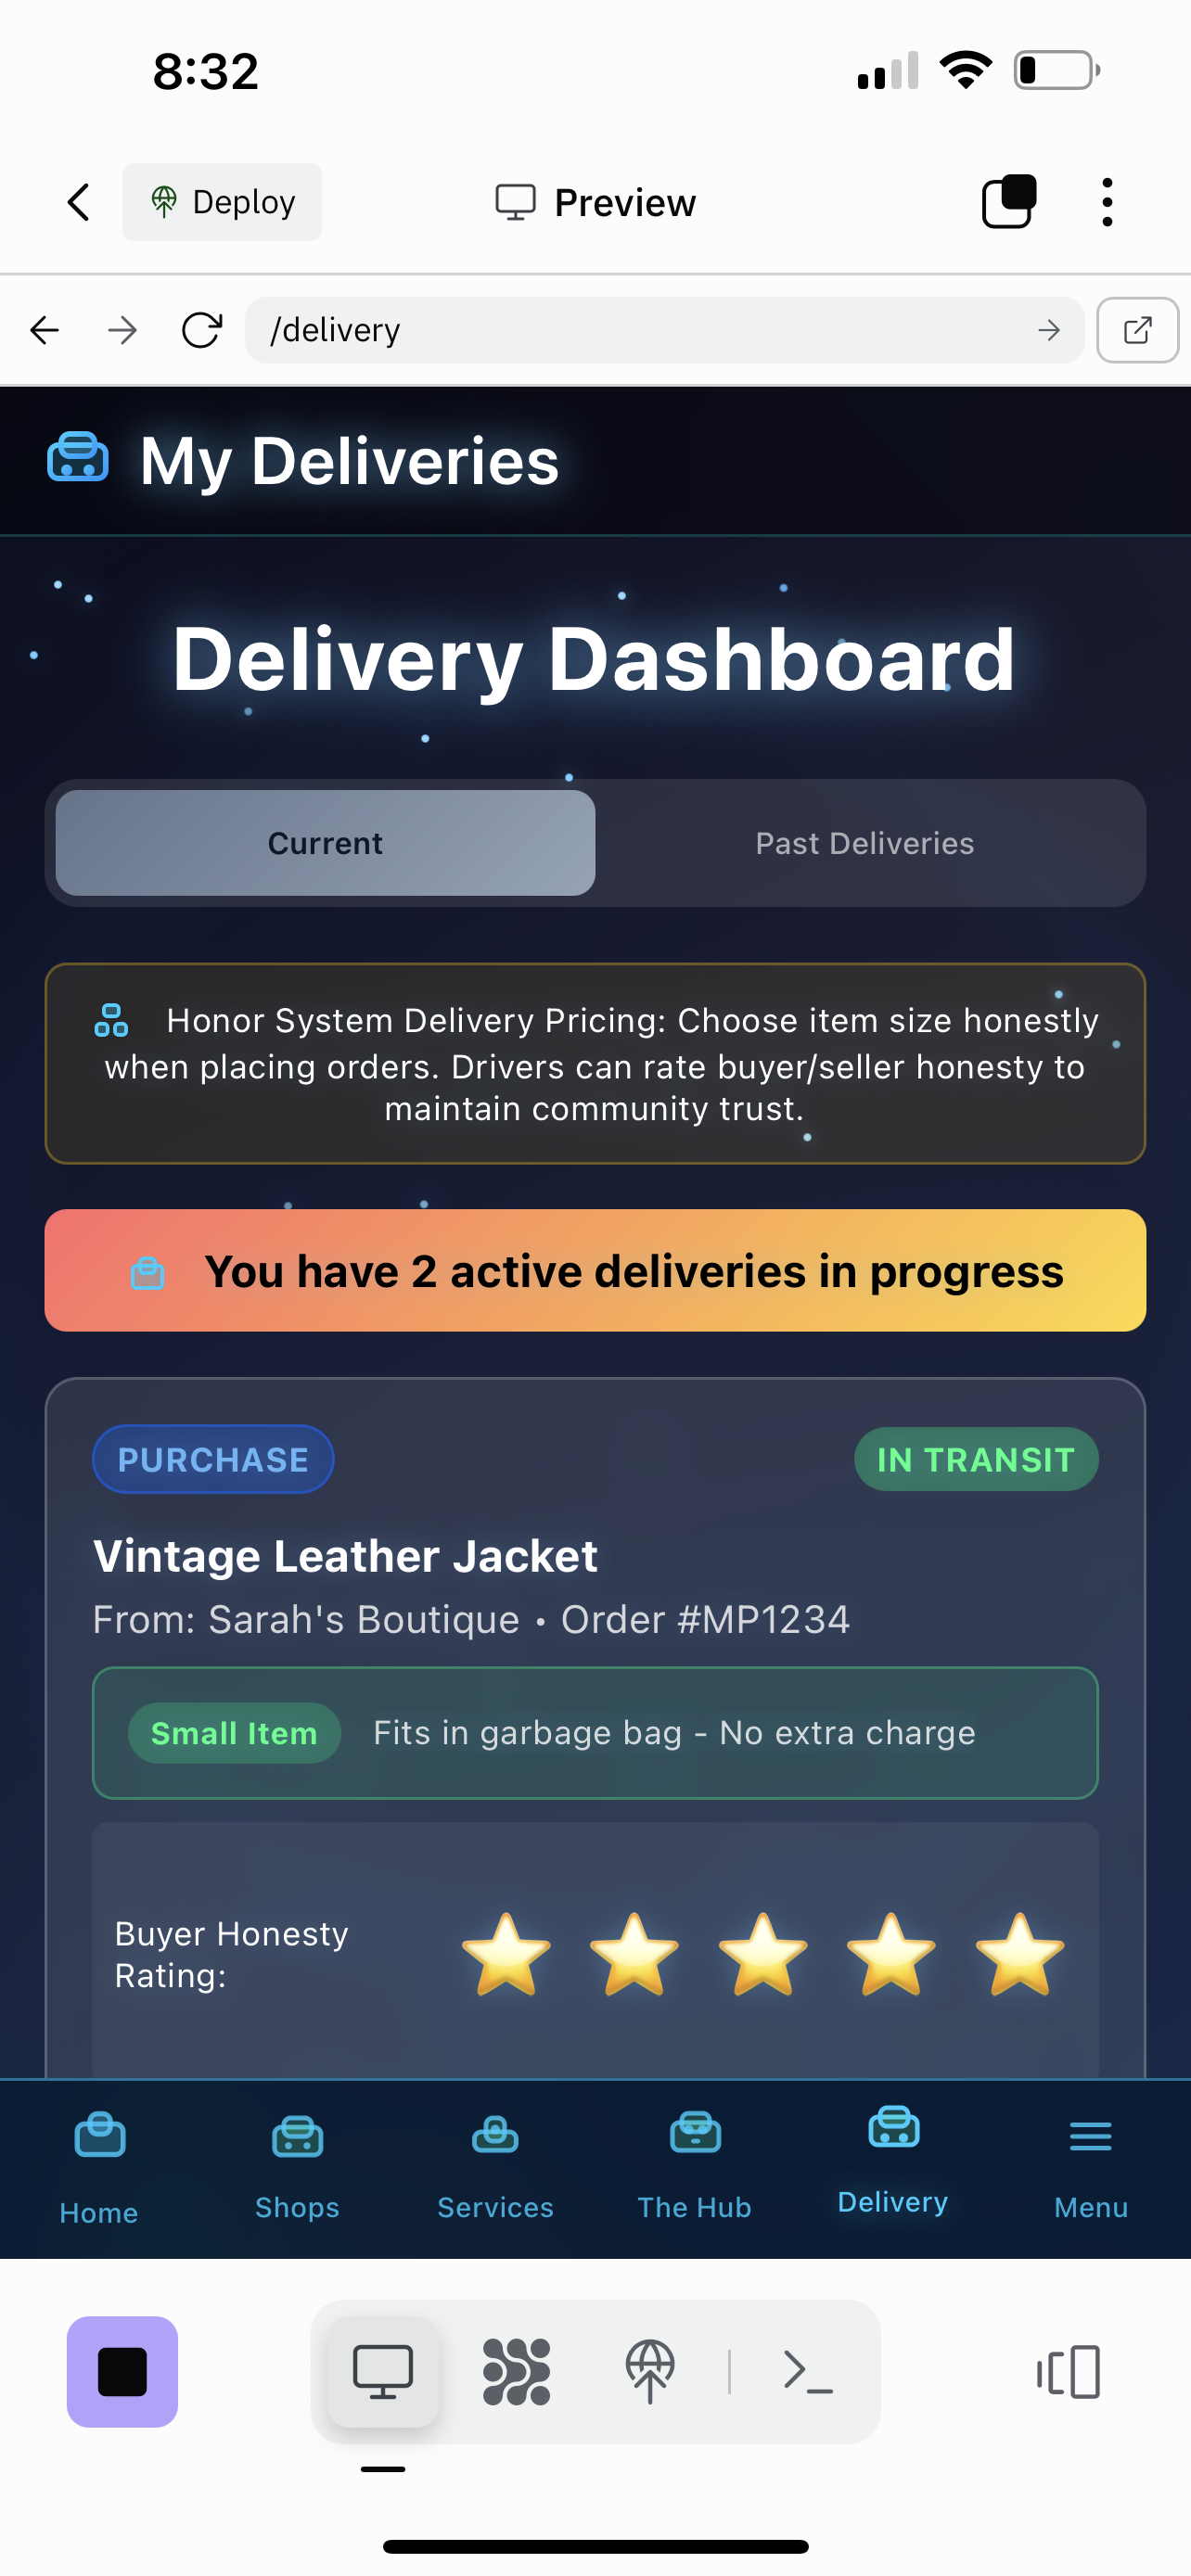 8:32
Deploy
Preview
/delivery
My Deliveries
Delivery Dashboard
Current
Past Deliveries
Honor System Delivery Pricing: Choose item size honestly
when placing orders. Drivers can rate buyer/seller honesty to
maintain community trust.
You have 2 active deliveries in progress
PURCHASE
IN TRANSIT
Vintage Leather Jacket
From: Sarah's Boutique • Order #MP1234
Small Item
Fits in garbage bag - No extra charge
Buyer Honesty
Rating:
Home
Shops
Services
The Hub
Delivery
Menu